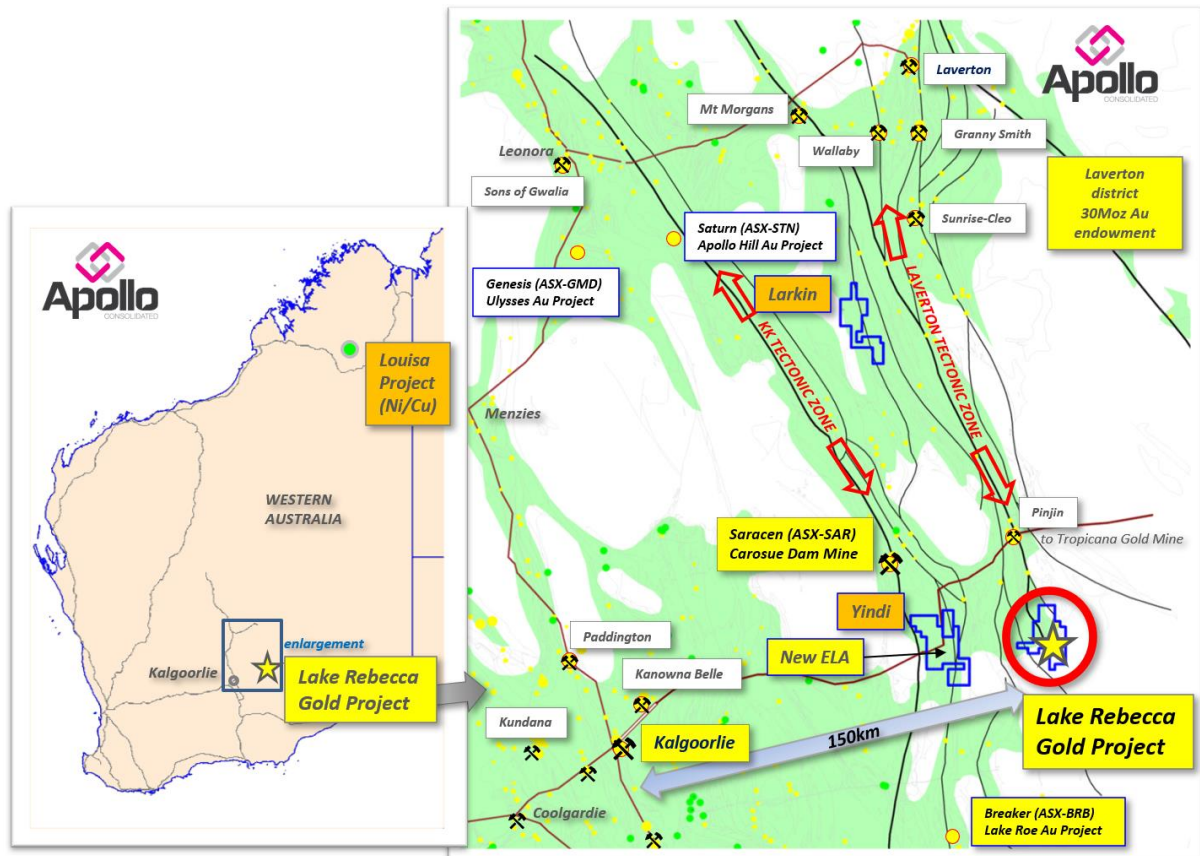 Apollo
CONSOLIDATED
Louisa
Project
(Ni/Cu)
WESTERN
AUSTRALIA
enlargement
Kalgoorlie
Lake Rebecca
Gold Project
Apollo
CONSOLIDATED
Laverton
Mt Morgans
Wallaby
Granny Smith
Leonora
Sons of Gwalia
Laverton
district
30Moz Au
endowment
Sunrise-Cleo
Saturn (ASX-STN)
Apollo Hill Au Project
Genesis (ASX-GMD)
Ulysses Au Project
Larkin
KK TECTONIC ZONE
LAVERTON TECTONIC ZONE
Menzies
Pinjin
to Tropicana Gold Mine
Saracen (ASX-SAR)
Carosue Dam Mine
Yindi
New ELA
Paddington
Kanowna Belle
Kundana
Kalgoorlie
150km
Lake Rebecca
Gold Project
Coolgardie
Breaker (ASX-BRB)
Lake Roe Au Project